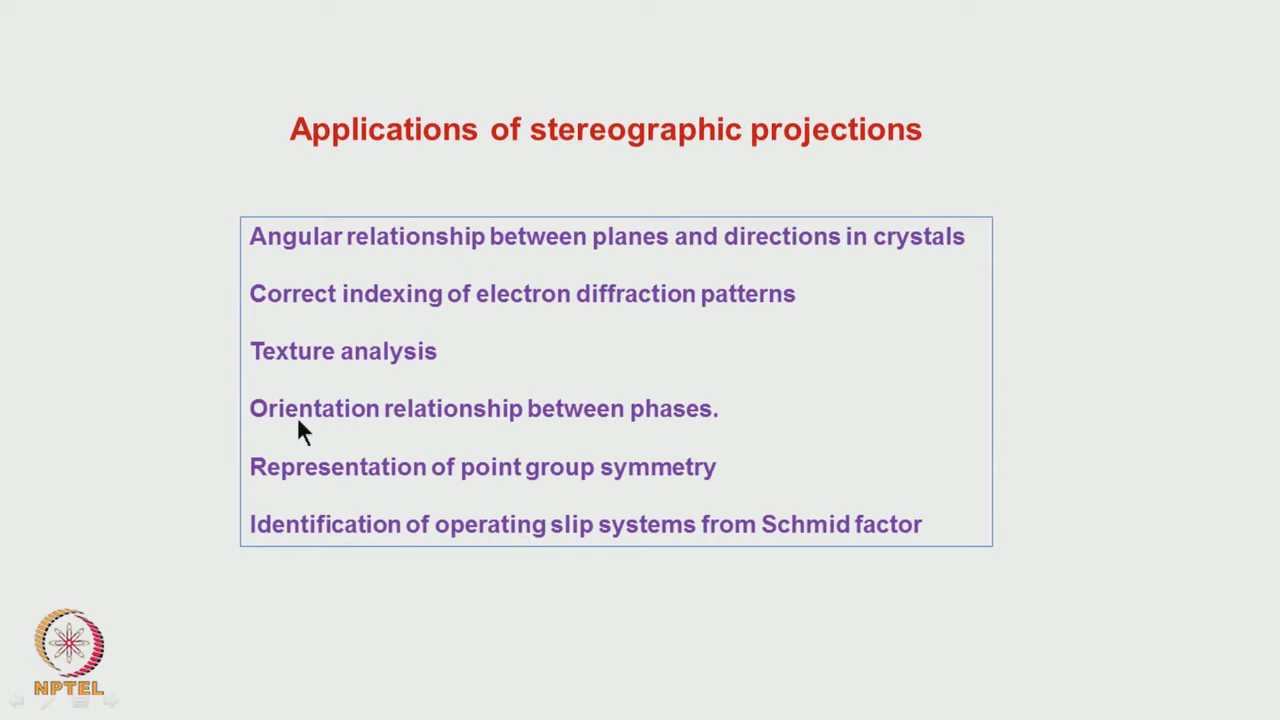 Applications of stereographic projections
Angular relationship between planes and directions in crystals
Correct indexing of electron diffraction patterns
Texture analysis
Orientation relationship between phases.
Representation of point group symmetry
Identification of operating slip systems from Schmid factor
NPTEL